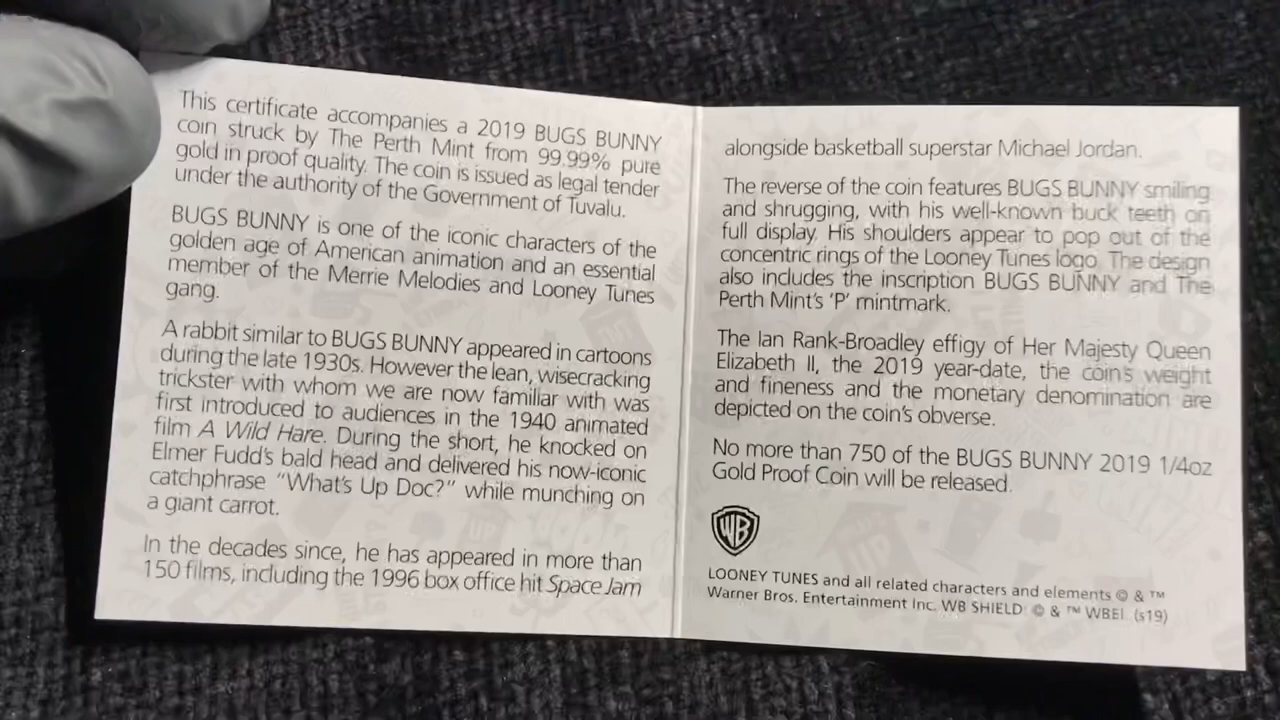 This certificate accompanies a 2019 BUGS BUNNY
coin struck by The Perth Mint from 99.99% pure
gold in proof quality. The coin is issued as legal tender
under the authority of the Government of Tuvalu.
BUGS BUNNY is one of the iconic characters of the
golden age of American animation and an essential
member of the Merrie Melodies and Looney Tunes
gang.
A rabbit similar to BUGS BUNNY appeared in cartoons
during the late 1930s. However the lean, wisecracking
trickster with whom we are now familiar with was
first introduced to audiences in the 1940 animated
film A Wild Hare. During the short, he knocked on
Elmer Fudd's bald head and delivered his now-iconic
catchphrase "What's Up Doc?" while munching on
a giant carrot.
In the decades since, he has appeared in more than
150 films, including the 1996 box office hit Space Jam
alongside basketball superstar Michael Jordan.
The reverse of the coin features BUGS BUNNY smiling
and shrugging, with his well-known buck teeth on
full display. His shoulders appear to pop out of the
concentric rings of the Looney Tunes logo. The design
also includes the inscription BUGS BUNNY and The
Perth Mint's 'P' mintmark.
The Ian Rank-Broadley effigy of Her Majesty Queen
Elizabeth II, the 2019 year-date, the coin's weight
and fineness and the monetary denomination are
depicted on the coin's obverse.
No more than 750 of the BUGS BUNNY 2019 1/4oz
Gold Proof Coin will be released.
WB
LOONEY TUNES and all related characters and elements © & ™
Warner Bros. Entertainment Inc. WB SHIELD: © & ™ WBEI. (s19)